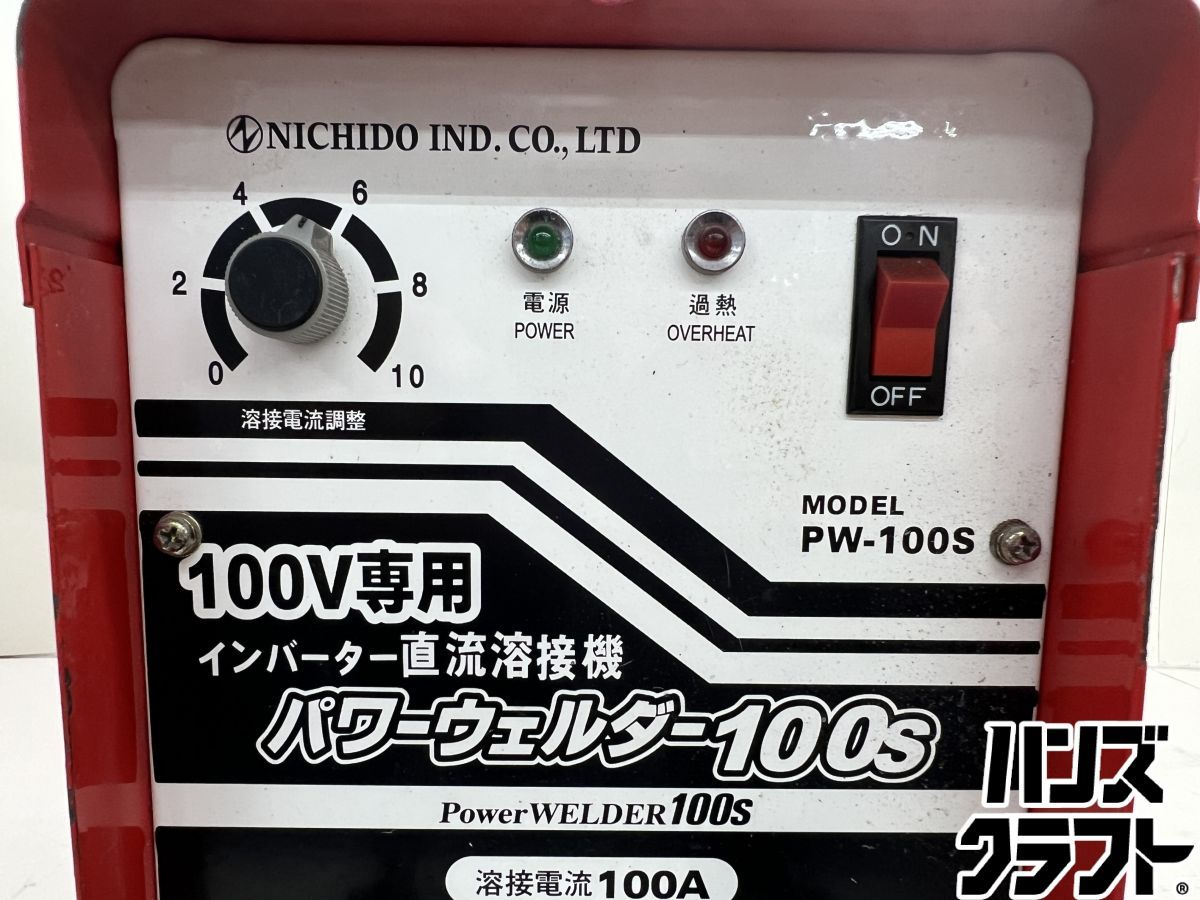 NICHIDO IND. CO., LTD
4 6
2 8
0 10
電源
POWER
過熱
OVERHEAT
ON
OFF
溶接電流調整
MODEL
PW-100S
100V専用
インバーター直流溶接機
パワーウェルダー100s
PowerWELDER100s
溶接電流100A
ハンズ
クラフト®